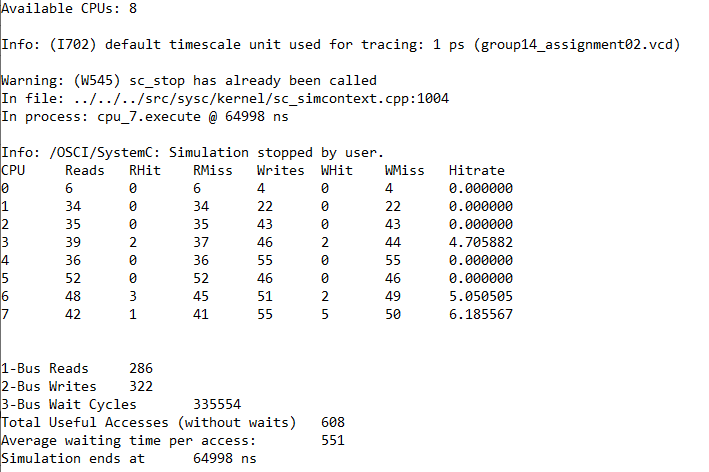 Available CPUs: 8
Info: (I702) default timescale unit used for tracing: 1 ps (group14_assignment02.vcd)
Warning: (W545) sc_stop has already been called
In file: ../../../src/sysc/kernel/sc_simcontext.cpp:1004
In process: cpu_7.execute @ 64998 ns
Info: /OSCI/SystemC: Simulation stopped by user.
CPU Reads RHit RMiss Writes WHit WMiss Hitrate
0 6 0 6 4 0 4 0.000000
1 34 0 34 22 0 22 0.000000
2 35 0 35 43 0 43 0.000000
3 39 2 37 46 2 44 4.705882
4 36 0 36 55 0 55 0.000000
5 52 0 52 46 0 46 0.000000
6 48 3 45 51 2 49 5.050505
7 42 1 41 55 5 50 6.185567
1-Bus Reads 286
2-Bus Writes 322
3-Bus Wait Cycles 335554
Total Useful Accesses (without waits) 608
Average waiting time per access: 551
Simulation ends at 64998 ns